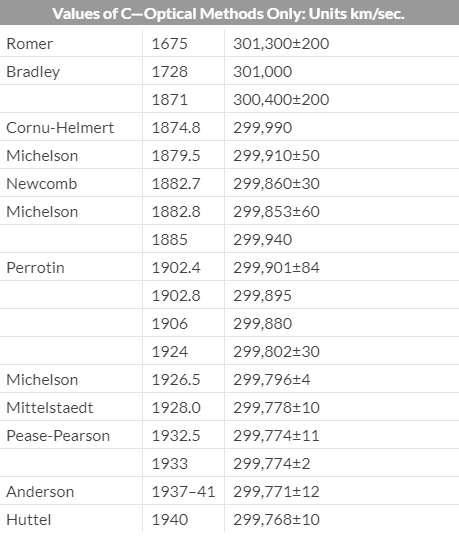 Values of C—Optical Methods Only: Units km/sec.
Romer 1675 301,300±200
Bradley 1728 301,000
1871 300,400±200
Cornu-Helmert 1874.8 299,990
Michelson 1879.5 299,910±50
Newcomb 1882.7 299,860±30
Michelson 1882.8 299,853±60
1885 299,940
Perrotin 1902.4 299,901±84
1902.8 299,895
1906 299,880
1924 299,802±30
Michelson 1926.5 299,796±4
Mittelstaedt 1928.0 299,778±10
Pease-Pearson 1932.5 299,774±11
1933 299,774±2
Anderson 1937–41 299,771±12
Huttel 1940 299,768±10